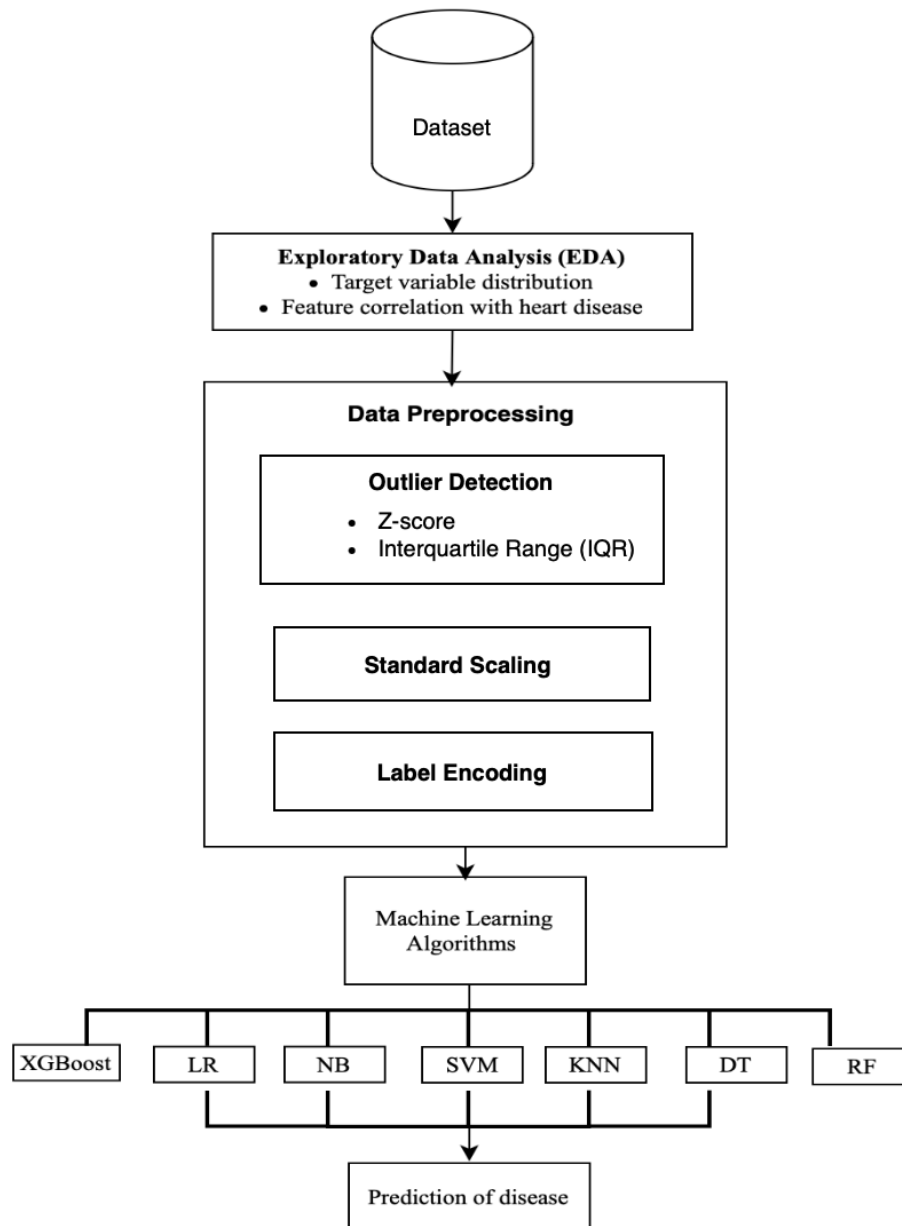 Dataset
Exploratory Data Analysis (EDA)
• Target variable distribution
• Feature correlation with heart disease
Data Preprocessing
Outlier Detection
• Z-score
• Interquartile Range (IQR)
Standard Scaling
Label Encoding
Machine Learning
Algorithms
XGBoost LR NB SVM KNN DT RF
Prediction of disease